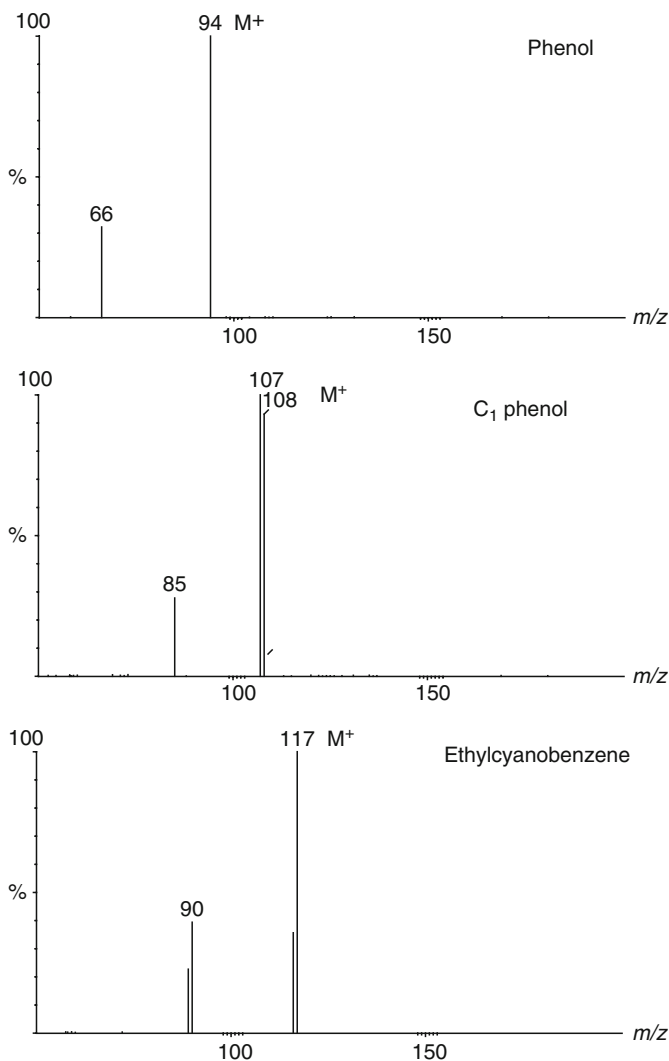 100 94 M+ Phenol
%
66
100 150 m/z
100 107 M+ C₁ phenol
108
%
85
100 150 m/z
100 117 M+ Ethylcyanobenzene
%
90
100 150 m/z